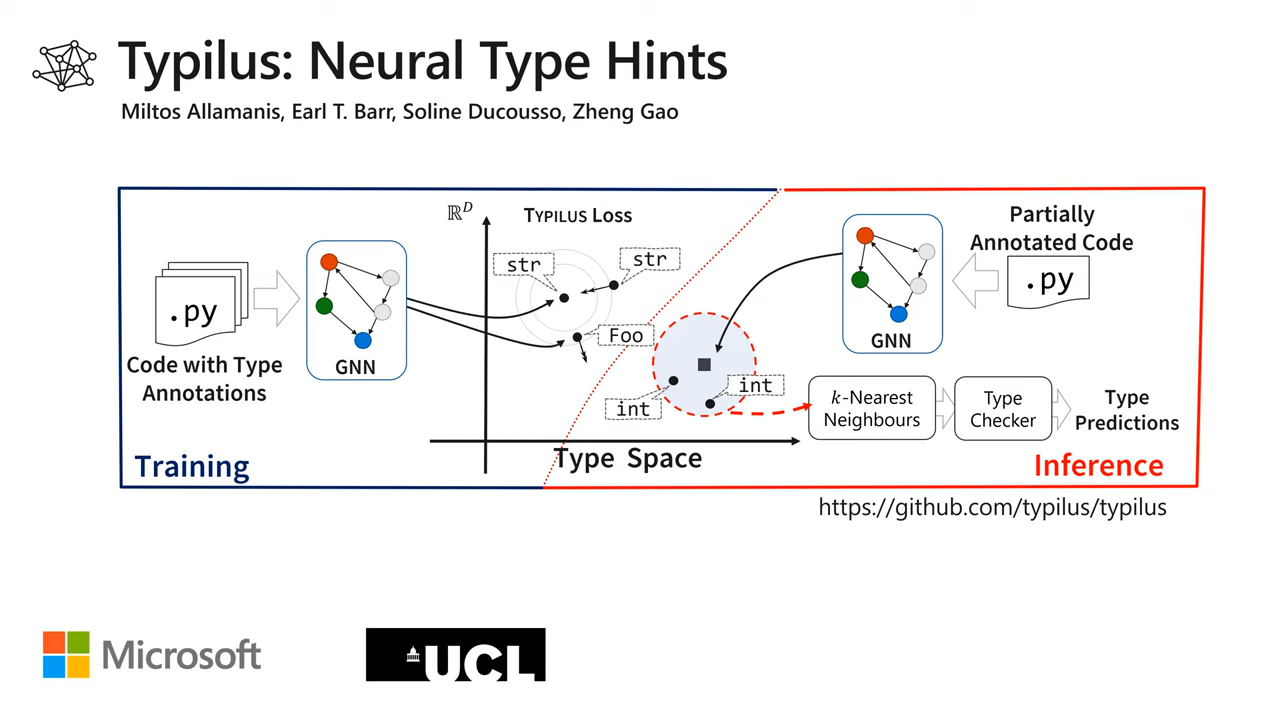 Typilus: Neural Type Hints
Miltos Allamanis, Earl T. Barr, Soline Ducousso, Zheng Gao
ℝᴰ
TYPILUS LOSS
str
str
Foo
.py
Code with Type
Annotations
GNN
Training
int
int
Type Space
GNN
Partially
Annotated Code
.py
k-Nearest
Neighbours
Type
Checker
Type
Predictions
Inference
https://github.com/typilus/typilus
Microsoft
UCL